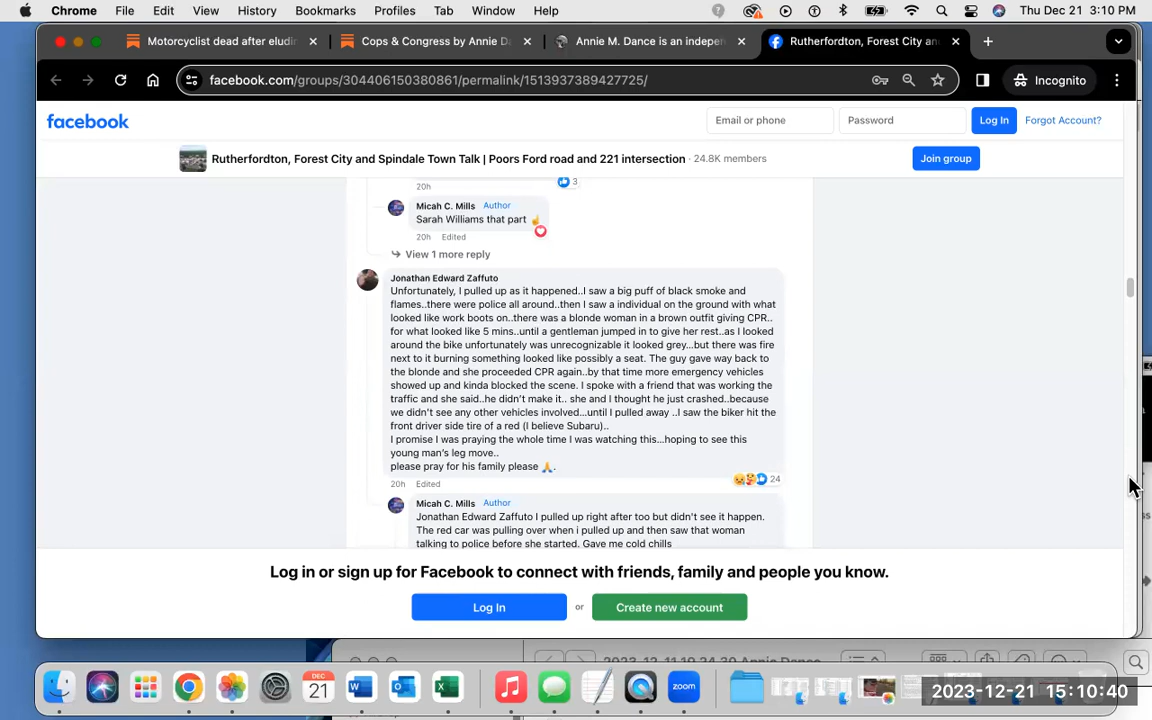 Chrome File Edit View History Bookmarks Profiles Tab Window Help Thu Dec 21 3:10 PM
Motorcyclist dead after eludi Cops & Congress by Annie D Annie M. Dance is an indepen Rutherfordton, Forest City an
facebook.com/groups/304406150380861/permalink/1513937389427725/ Incognito
facebook Email or phone Password Log In Forgot Account?
Rutherfordton, Forest City and Spindale Town Talk | Poors Ford road and 221 intersection · 24.8K members Join group
20h 3
Micah C. Mills Author
Sarah Williams that part ☝
20h Edited
View 1 more reply
Jonathan Edward Zaffuto
Unfortunately, I pulled up as it happened..I saw a big puff of black smoke and
flames..there were police all around..then I saw a individual on the ground with what
looked like work boots on..there was a blonde woman in a brown outfit giving CPR..
for what looked like 5 mins..until a gentleman jumped in to give her rest..as I looked
around the bike unfortunately was unrecognizable it looked grey...but there was fire
next to it burning something looked like possibly a seat. The guy gave way back to
the blonde and she proceeded CPR again..by that time more emergency vehicles
showed up and kinda blocked the scene. I spoke with a friend that was working the
traffic and she said..he didn't make it.. she and I thought he just crashed..because
we didn't see any other vehicles involved...until I pulled away ..I saw the biker hit the
front driver side tire of a red (I believe Subaru)..
I promise I was praying the whole time I was watching this...hoping to see this
young man's leg move..
please pray for his family please 🙏.
20h Edited 24
Micah C. Mills Author
Jonathan Edward Zaffuto I pulled up right after too but didn't see it happen.
The red car was pulling over when i pulled up and then saw that woman
talking to police before she started. Gave me cold chills
Log in or sign up for Facebook to connect with friends, family and people you know.
Log In or Create new account
DEC
21
zoom
2023-12-21 15:10:40